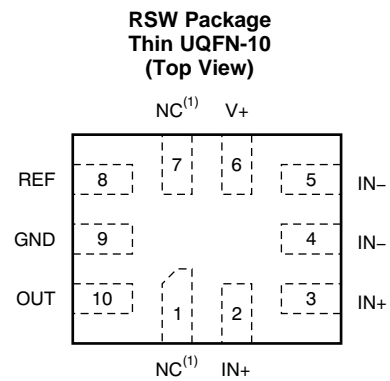 RSW Package
Thin UQFN-10
(Top View)
NC(1) V+
7 6
REF 8 5 IN–
GND 9 4 IN–
OUT 10 1 2 3 IN+
NC(1) IN+